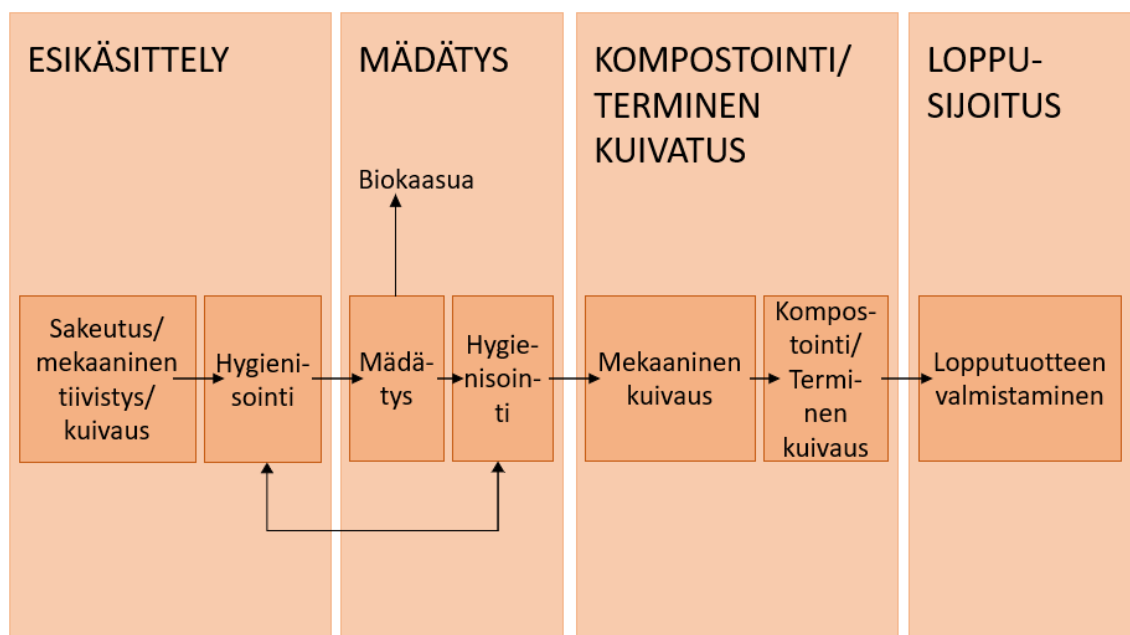 ESIKÄSITTELY
MÄDÄTYS
KOMPOSTOINTI/
TERMINEN
KUIVATUS
LOPPU-
SIJOITUS
Biokaasua
Sakeutus/
mekaaninen
tiivistys/
kuivaus
Hygieni-
sointi
Mädä-
tys
Hygie-
nisoin-
ti
Mekaaninen
kuivaus
Kompos-
tointi/
Termi-
nen
kuivaus
Lopputuotteen
valmistaminen